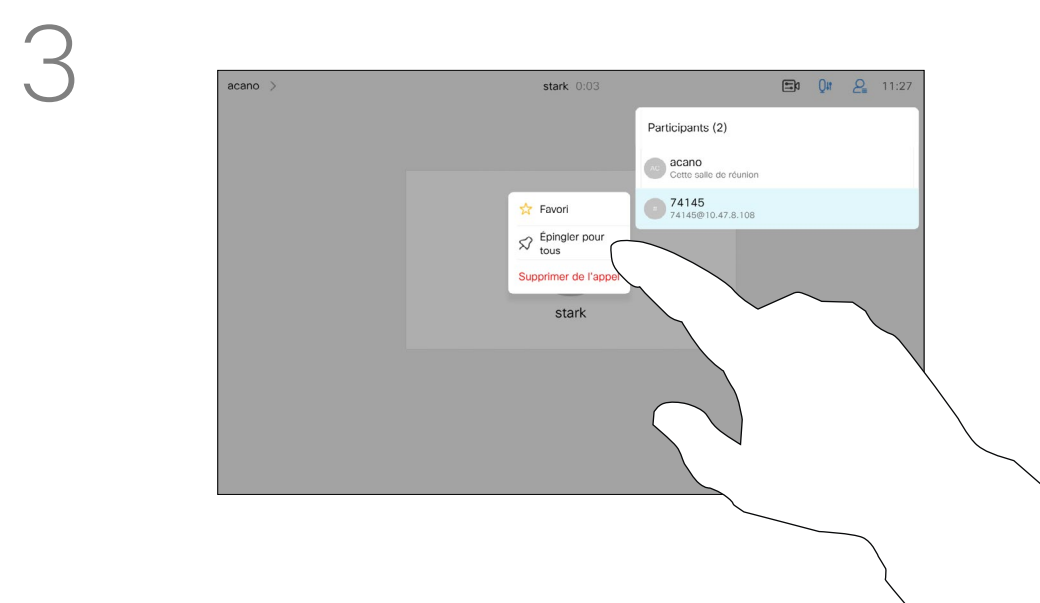 3
acano >
stark 0:03
11:27
Participants (2)
AC
acano
Cette salle de réunion
74145
74145@10.47.8.108
Favori
Épingler pour
tous
Supprimer de l'appel
stark